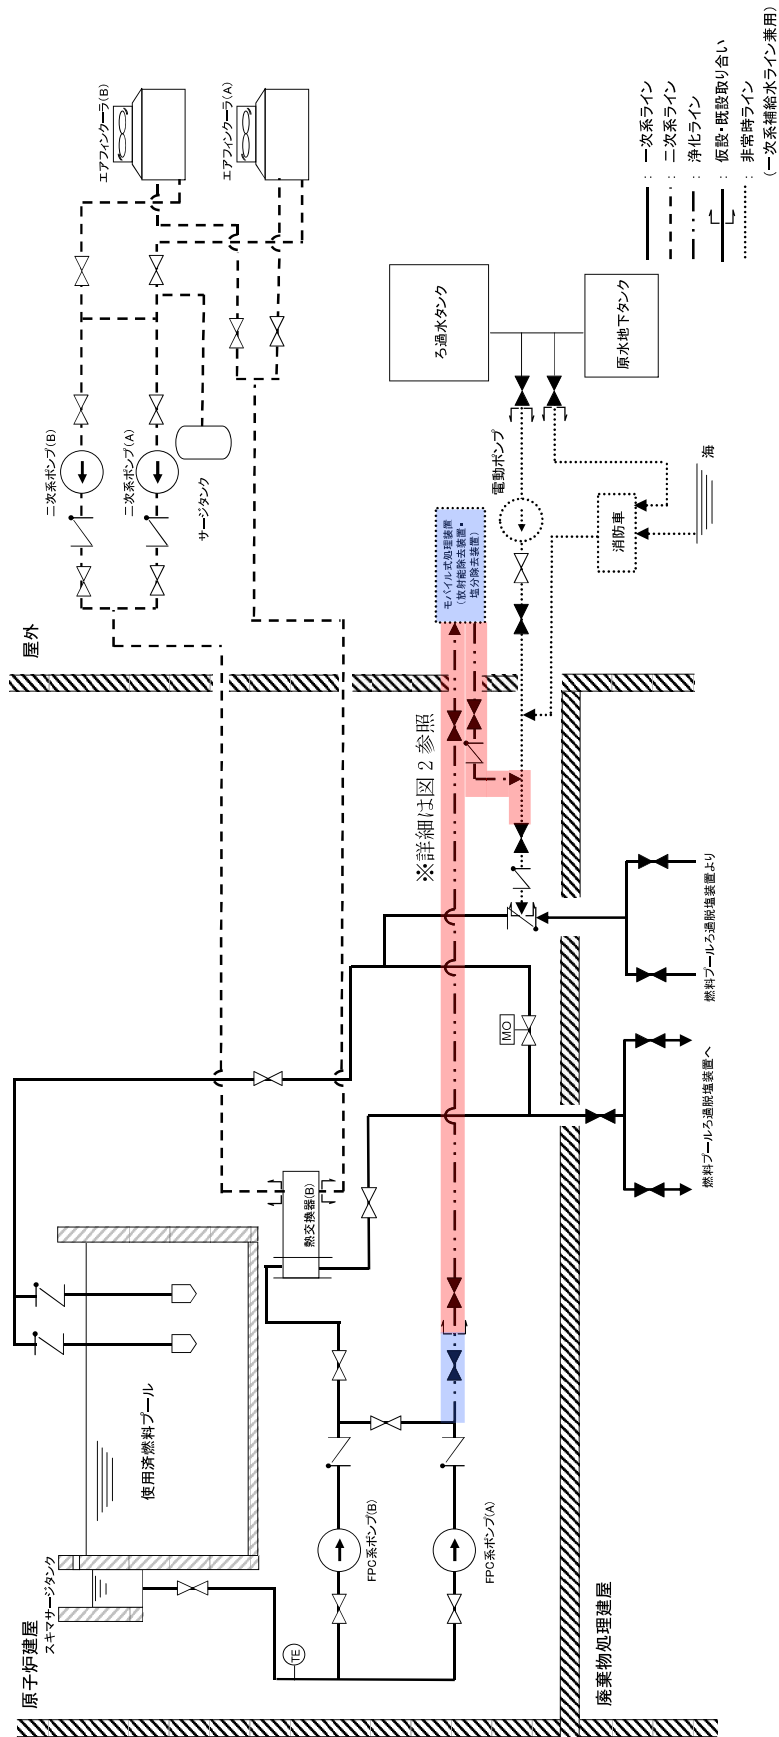 原子炉建屋
スキマサージタンク
使用済燃料プール
TE
FPC系ポンプ(B)
FPC系ポンプ(A)
熱交換器(B)
MO
※詳細は図２参照
廃棄物処理建屋
燃料プールろ過脱塩装置へ
燃料プールろ過脱塩装置より
屋外
二次系ポンプ(B)
二次系ポンプ(A)
サージタンク
エアフィンクーラ(B)
エアフィンクーラ(A)
モバイル式処理装置
(放射能除去装置・
塩分除去装置)
電動ポンプ
ろ過水タンク
原水地下タンク
消防車
海
：一次系ライン
：二次系ライン
：浄化ライン
：仮設・既設取り合い
：非常時ライン
(一次系補給水ライン兼用)